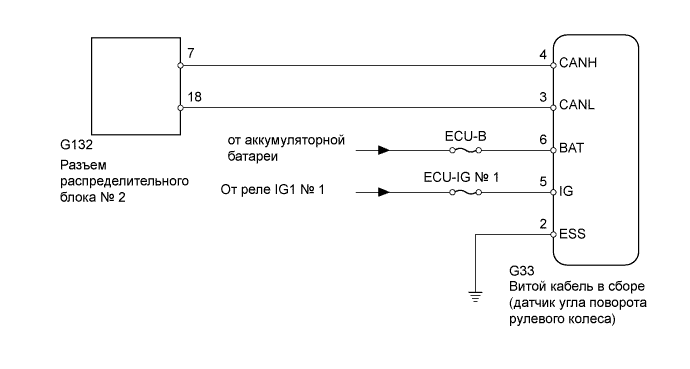 7
4
CANH
18
3
CANL
G132
Разъем
распределительного
блока № 2
от аккумуляторной
батареи
ECU-B
6
BAT
От реле IG1 № 1
ECU-IG № 1
5
IG
2
ESS
G33
Витой кабель в сборе
(датчик угла поворота
рулевого колеса)